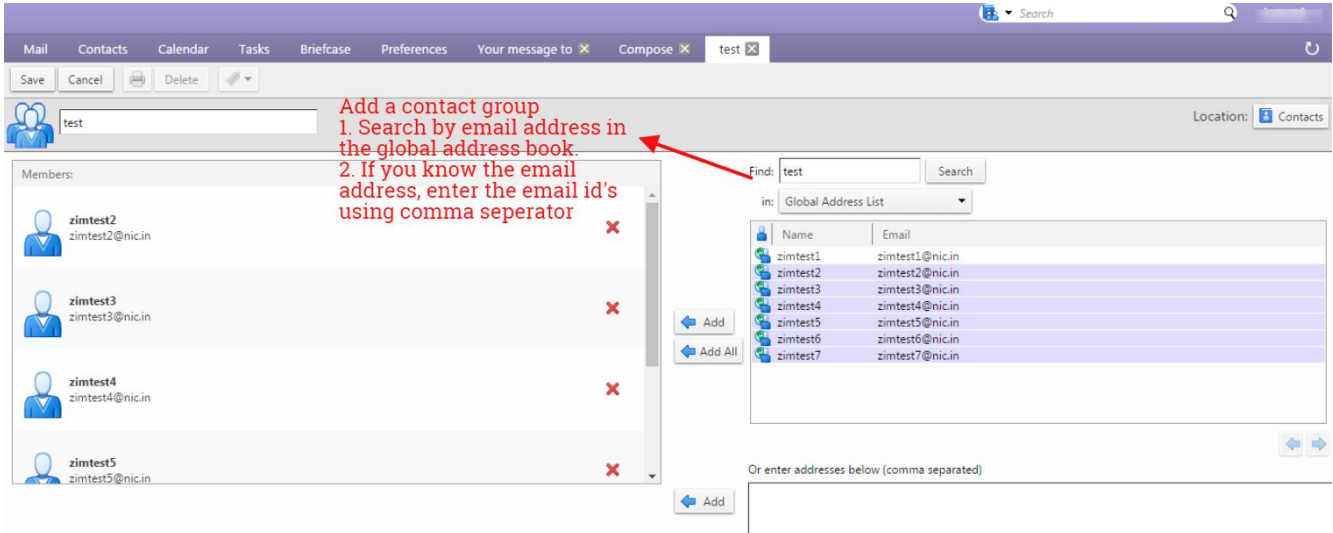 Search
Mail Contacts Calendar Tasks Briefcase Preferences Your message to Compose test
Save Cancel Delete
test
Add a contact group
1. Search by email address in
the global address book.
2. If you know the email
address, enter the email id's
using comma seperator
Location: Contacts
Members:
zimtest2
zimtest2@nic.in
zimtest3
zimtest3@nic.in
zimtest4
zimtest4@nic.in
zimtest5
zimtest5@nic.in
Add
Add All
Find: test Search
in: Global Address List
Name Email
zimtest1 zimtest1@nic.in
zimtest2 zimtest2@nic.in
zimtest3 zimtest3@nic.in
zimtest4 zimtest4@nic.in
zimtest5 zimtest5@nic.in
zimtest6 zimtest6@nic.in
zimtest7 zimtest7@nic.in
Or enter addresses below (comma separated)
Add